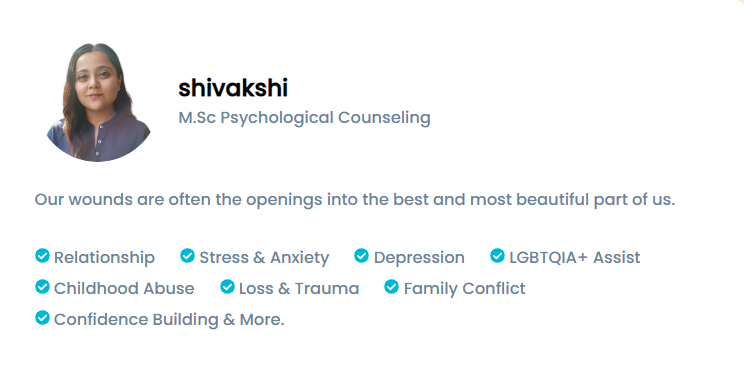 shivakshi
M.Sc Psychological Counseling
Our wounds are often the openings into the best and most beautiful part of us.
Relationship Stress & Anxiety Depression LGBTQIA+ Assist
Childhood Abuse Loss & Trauma Family Conflict
Confidence Building & More.